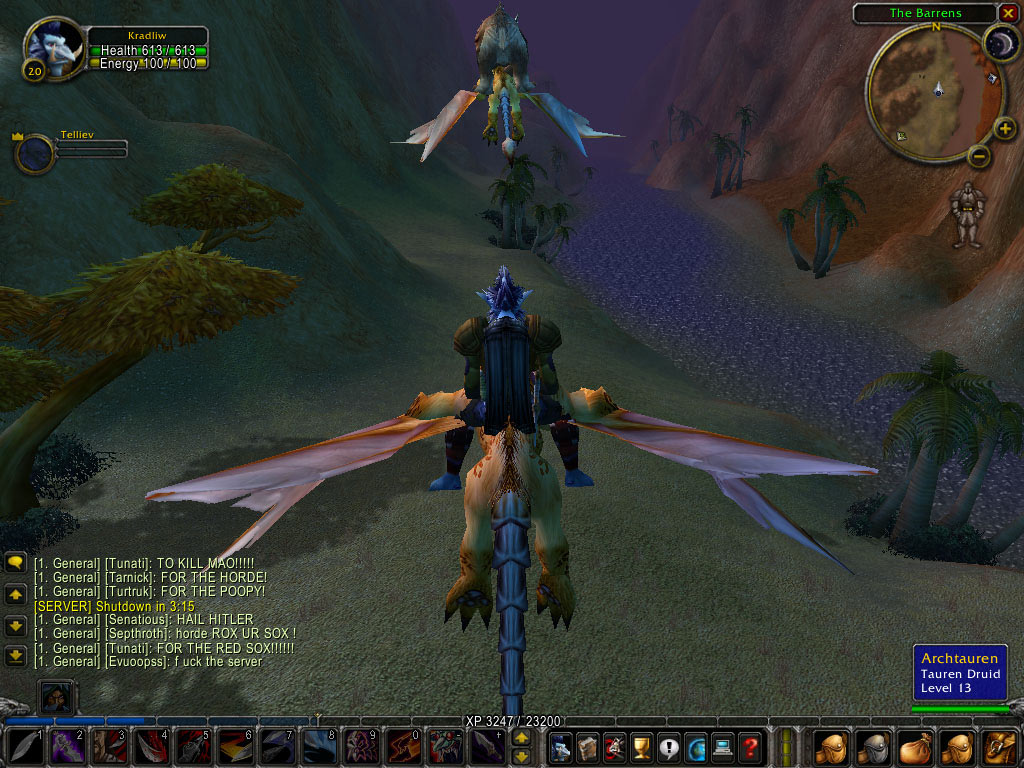 Kradliw
Health 613 / 613
Energy 100 / 100
20
Telliev
The Barrens
N
[1. General] [Tunati]: TO KILL MAO!!!!!
[1. General] [Tarnick]: FOR THE HORDE!
[1. General] [Turtruk]: FOR THE POOPY!
[SERVER] Shutdown in 3:15
[1. General] [Senatious]: HAIL HITLER
[1. General] [Septhroth]: horde ROX UR SOX !
[1. General] [Tunati]: FOR THE RED SOX!!!!!!
[1. General] [Evuoopss]: f uck the server
Archtauren
Tauren Druid
Level 13
XP 3247 / 23200
1 2 3 4 5 6 7 8 9 0 - +